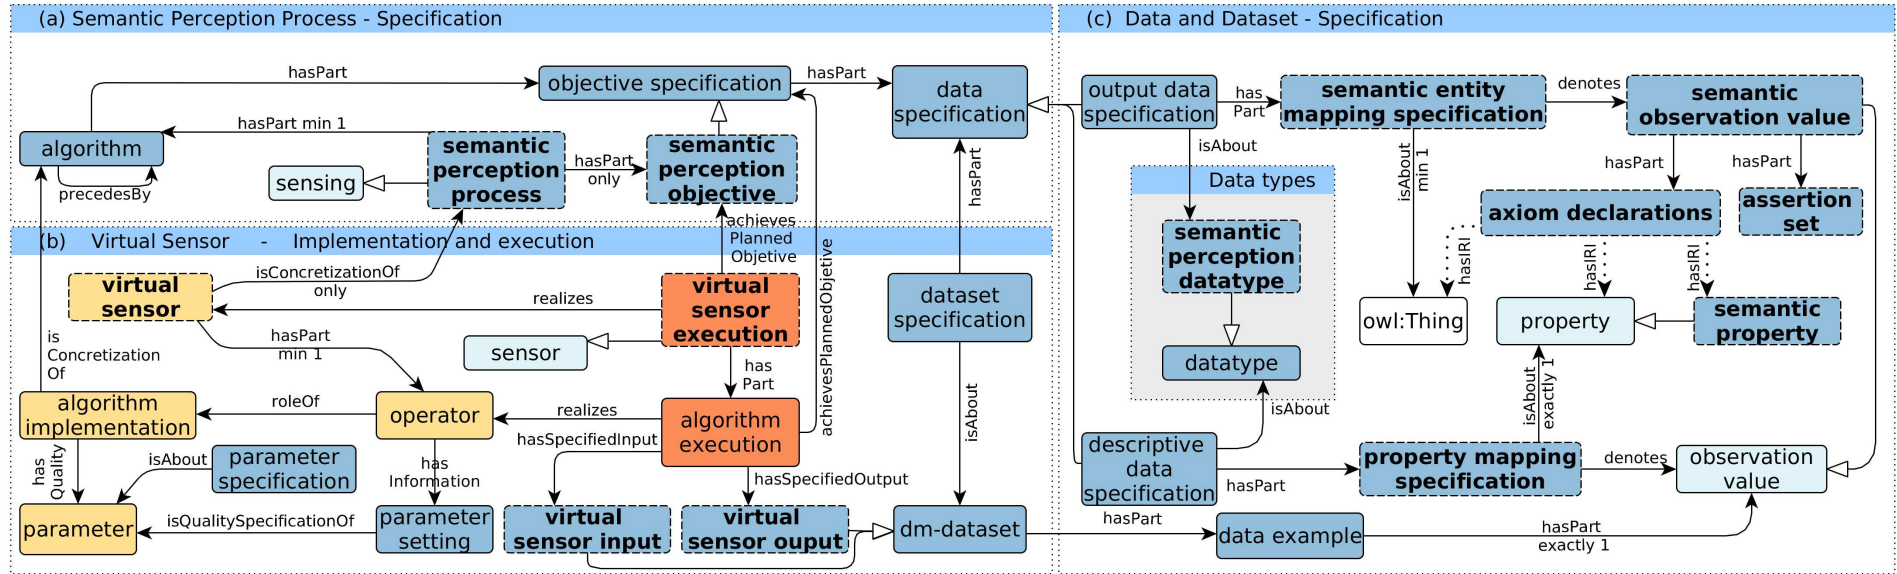 (a) Semantic Perception Process - Specification
hasPart
objective specification
hasPart
data
specification
algorithm
hasPart min 1
precedesBy
sensing
semantic
perception
process
hasPart
only
semantic
perception
objective
hasPart
(b) Virtual Sensor - Implementation and execution
achieves
Planned
Objetive
achievesPlannedObjetive
virtual
sensor
isConcretizationOf
only
realizes
virtual
sensor
execution
dataset
specification
hasPart
min 1
sensor
is
Concretization
Of
has
Part
isAbout
algorithm
implementation
roleOf
operator
realizes
algorithm
execution
hasSpecifiedInput
has
Quality
isAbout
parameter
specification
has
Information
hasSpecifiedOutput
parameter
isQualitySpecificationOf
parameter
setting
virtual
sensor input
virtual
sensor ouput
dm-dataset
(c) Data and Dataset - Specification
output data
specification
has
Part
semantic entity
mapping specification
denotes
semantic
observation value
isAbout
isAbout
min 1
hasPart
hasPart
Data types
semantic
perception
datatype
axiom declarations
assertion
set
hasIRI
hasIRI
hasIRI
owl:Thing
property
semantic
property
datatype
isAbout
isAbout
exactly 1
descriptive
data
specification
hasPart
property mapping
specification
denotes
observation
value
hasPart
data example
hasPart
exactly 1